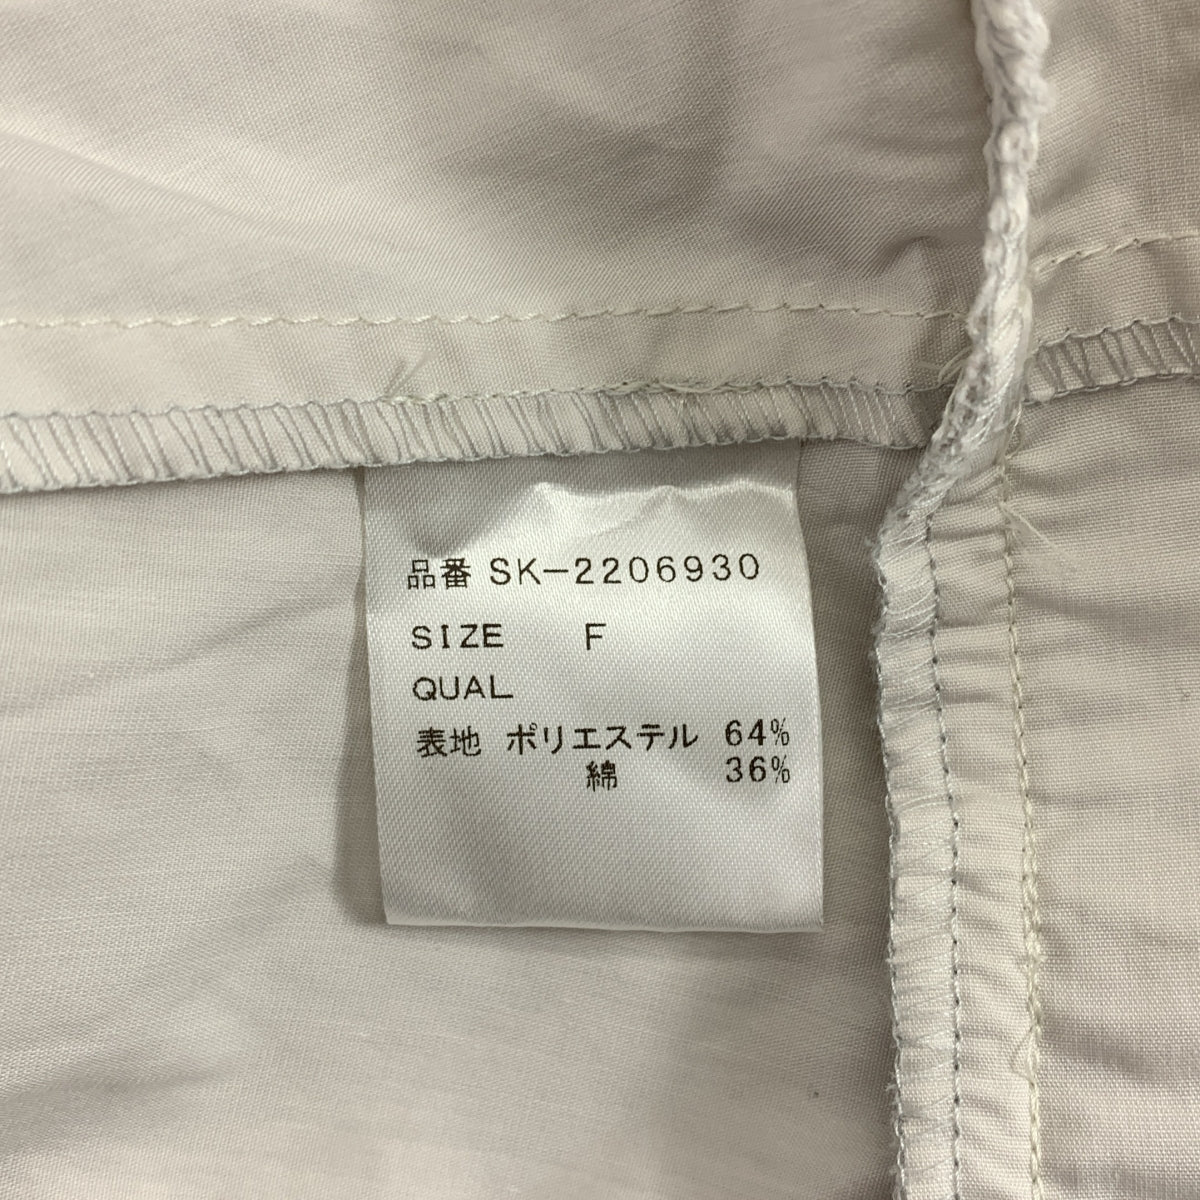 品番 SK-2206930
SIZE F
QUAL
表地 ポリエステル 64%
綿 36%